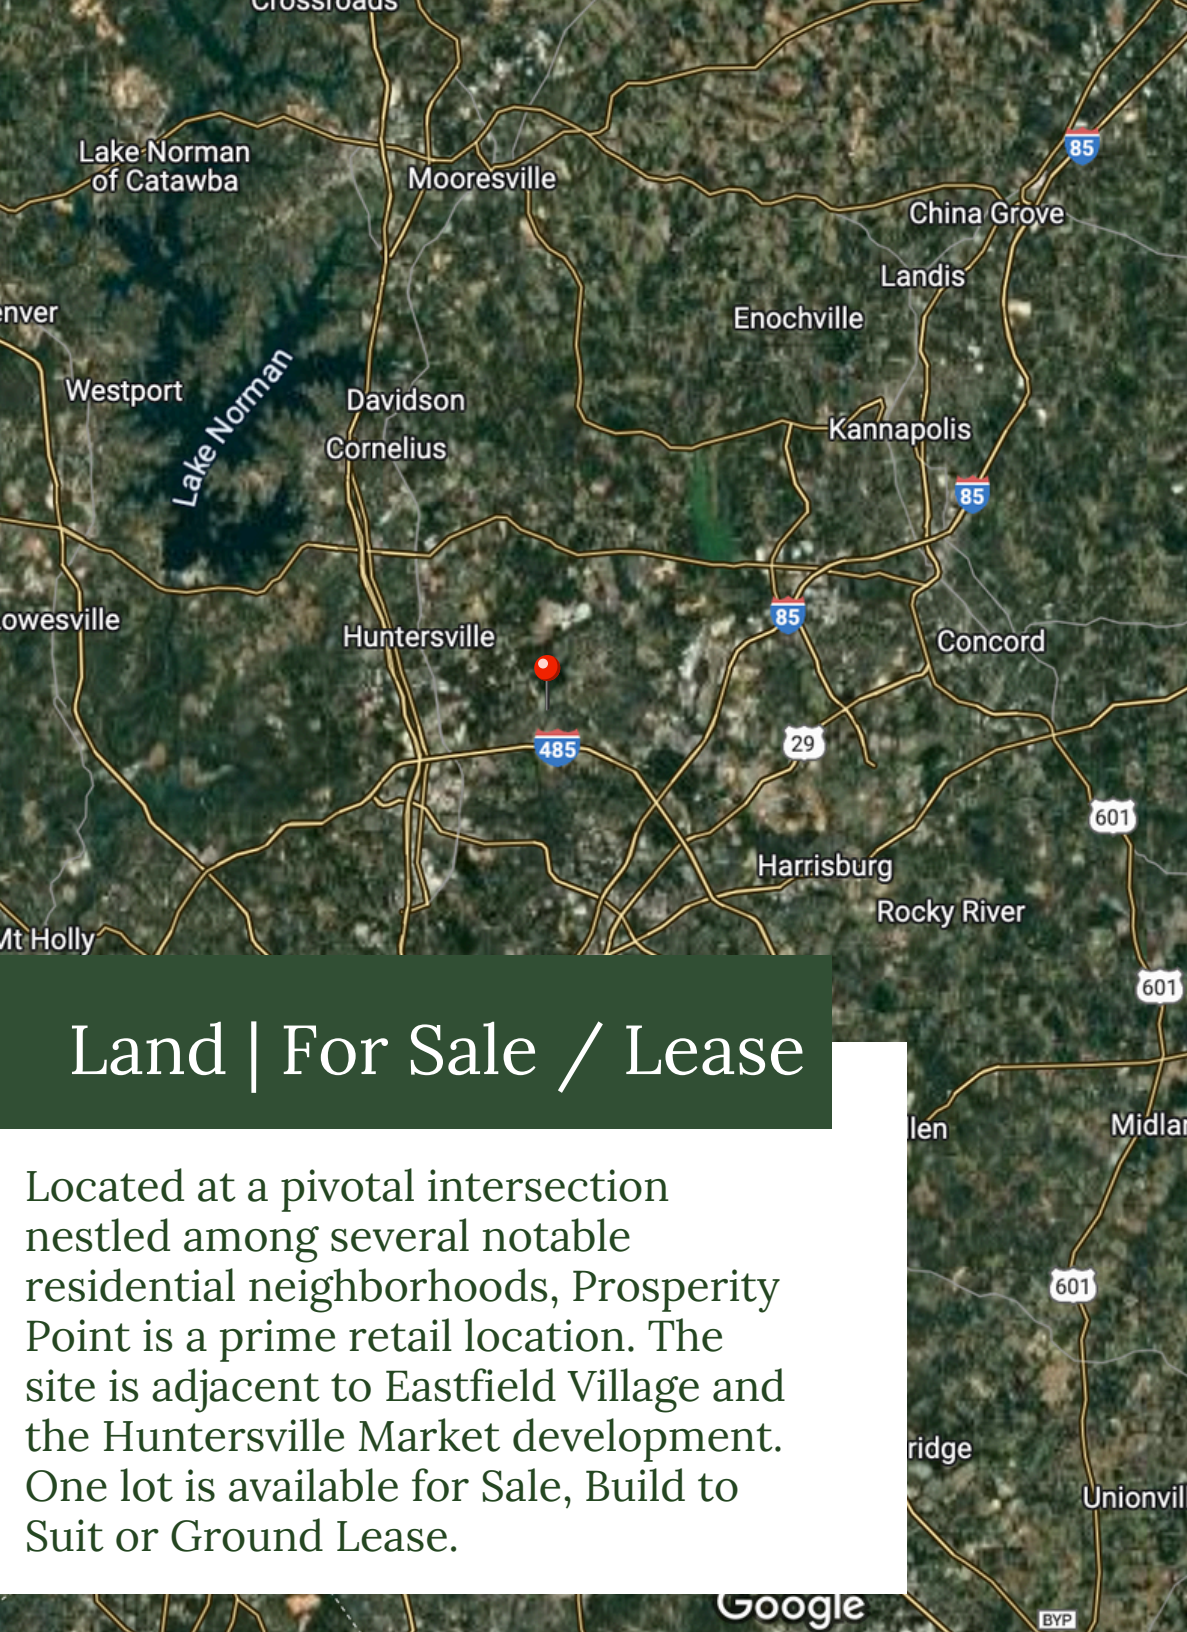 Crossroads
Lake Norman
of Catawba
Mooresville
85
China Grove
Landis
Enochville
Westport
Lake Norman
Davidson
Cornelius
Kannapolis
85
85
Huntersville
Concord
485
29
601
Harrisburg
Rocky River
Mt Holly
601
Land | For Sale / Lease
Located at a pivotal intersection
nestled among several notable
residential neighborhoods, Prosperity
Point is a prime retail location. The
site is adjacent to Eastfield Village and
the Huntersville Market development.
One lot is available for Sale, Build to
Suit or Ground Lease.
601
Google
BYP